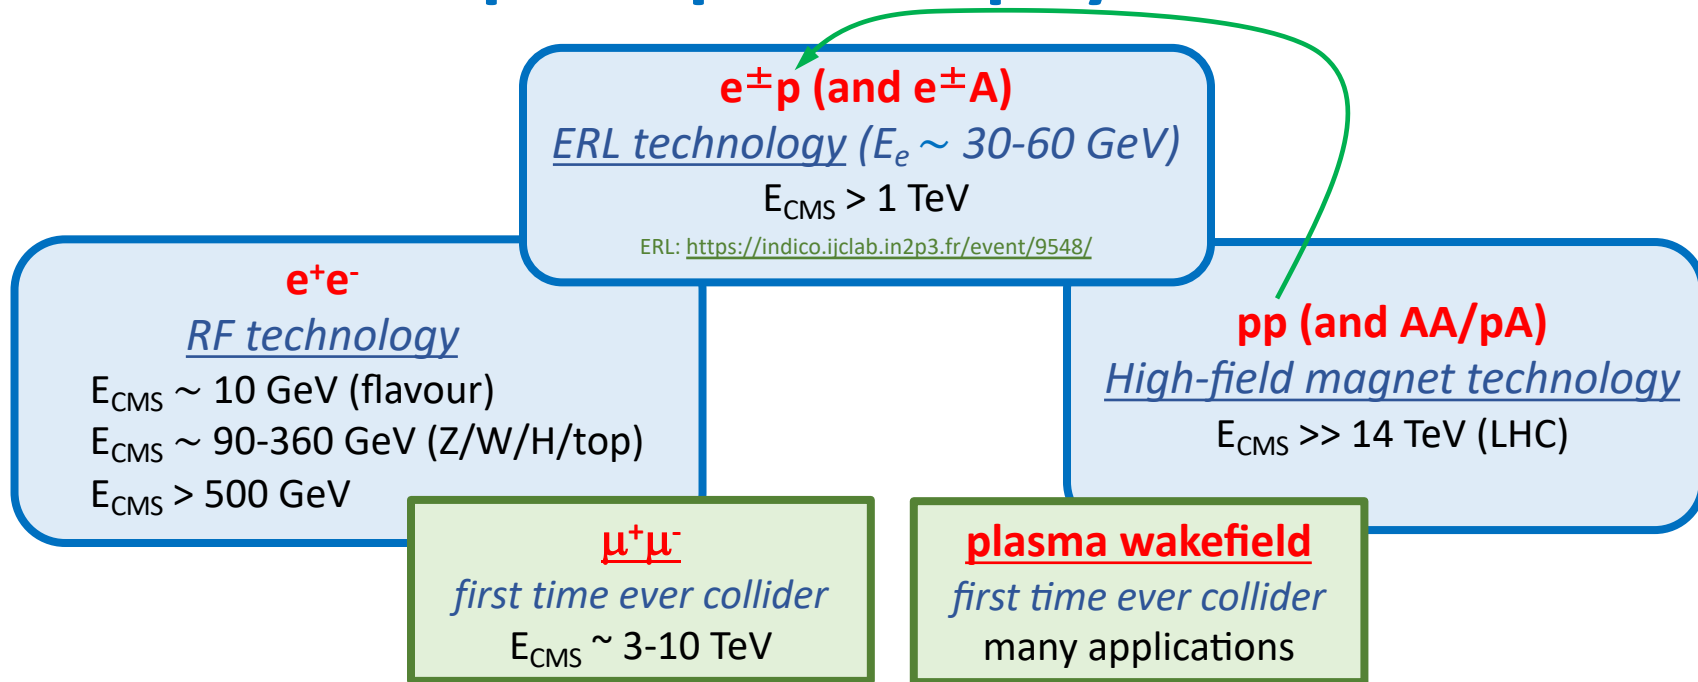 e±p (and e±A)
ERL technology (Ee ~ 30-60 GeV)
ECMS > 1 TeV
ERL: https://indico.ijclab.in2p3.fr/event/9548/
e+e-
RF technology
ECMS ~ 10 GeV (flavour)
ECMS ~ 90-360 GeV (Z/W/H/top)
ECMS > 500 GeV
pp (and AA/pA)
High-field magnet technology
ECMS >> 14 TeV (LHC)
μ+μ-
first time ever collider
ECMS ~ 3-10 TeV
plasma wakefield
first time ever collider
many applications